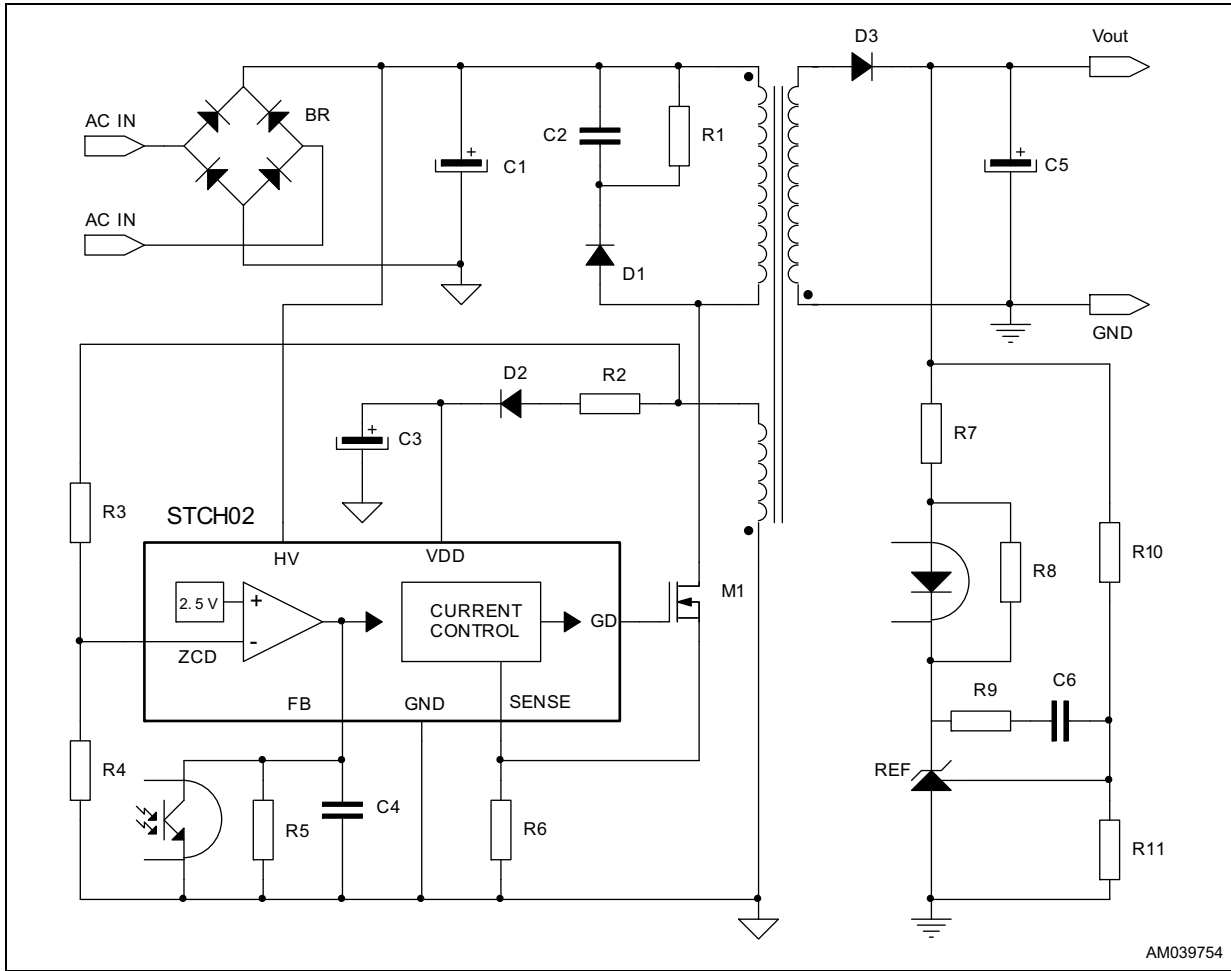 D3
Vout
BR
AC IN
C2
R1
C1
C5
AC IN
D1
GND
D2
R2
R7
C3
R3
STCH02
HV
VDD
R10
R8
M1
2.5 V
+
-
CURRENT
CONTROL
GD
ZCD
C6
FB
GND
SENSE
R9
R4
REF
C4
R5
R6
R11
AM039754